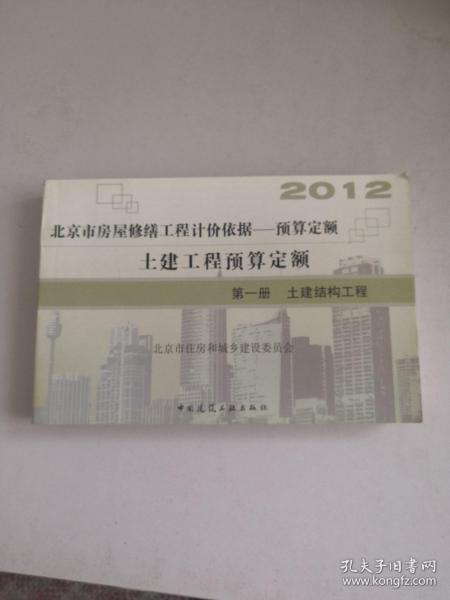 2012
北京市房屋修缮工程计价依据——预算定额
土建工程预算定额
第一册 土建结构工程
北京市住房和城乡建设委员会
中国建筑工业出版社
孔夫子旧书网
www.kongfz.com